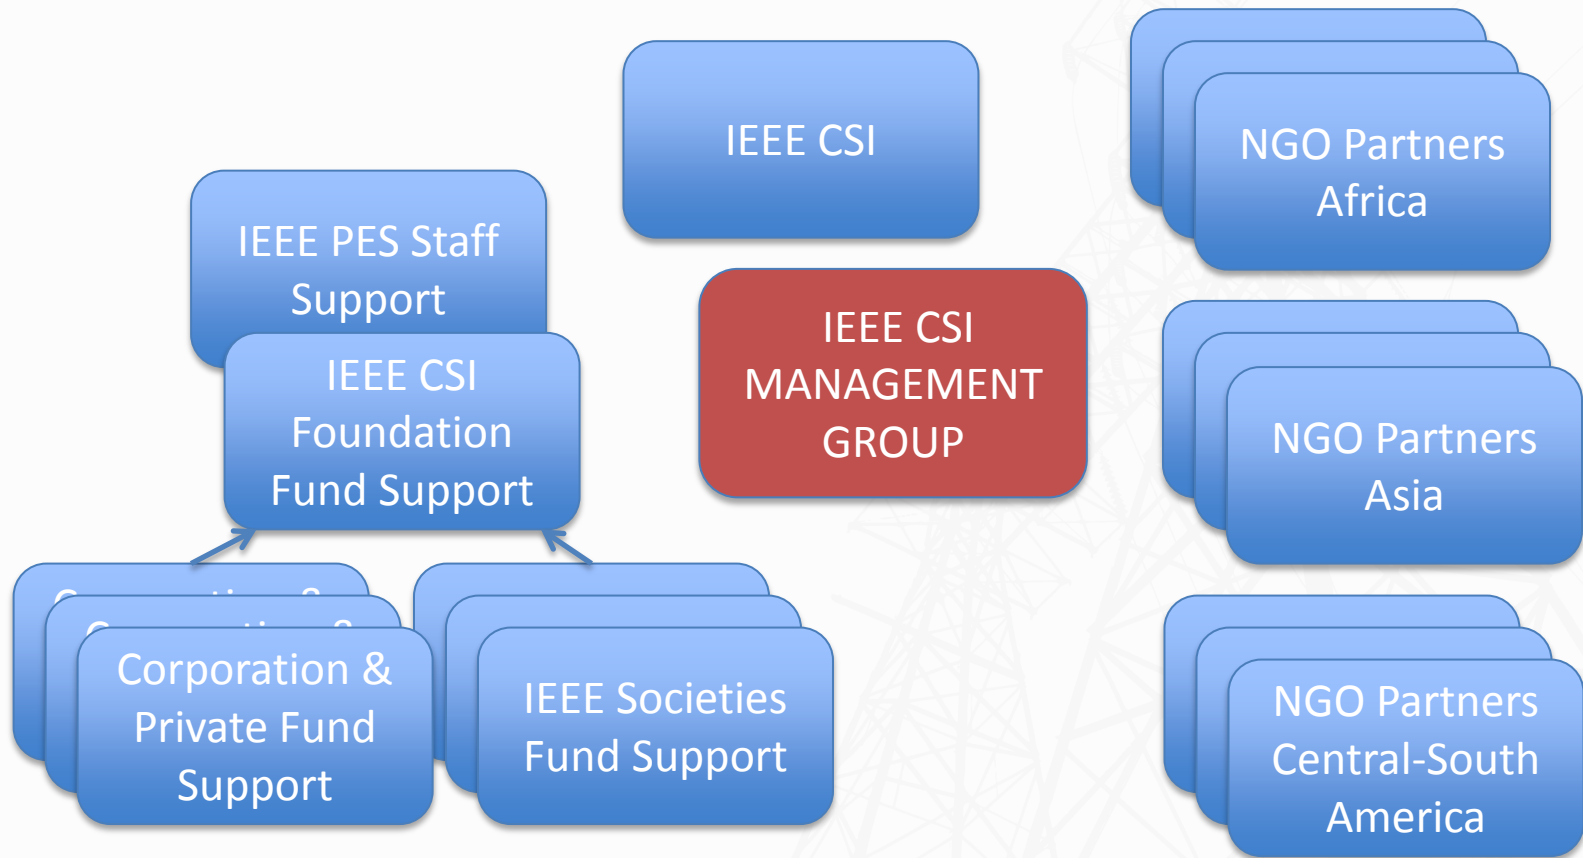 IEEE CSI
NGO Partners
Africa
IEEE PES Staff
Support
IEEE CSI
MANAGEMENT
GROUP
IEEE CSI
Foundation
Fund Support
NGO Partners
Asia
Corporation &
Private Fund
Support
IEEE Societies
Fund Support
NGO Partners
Central-South
America